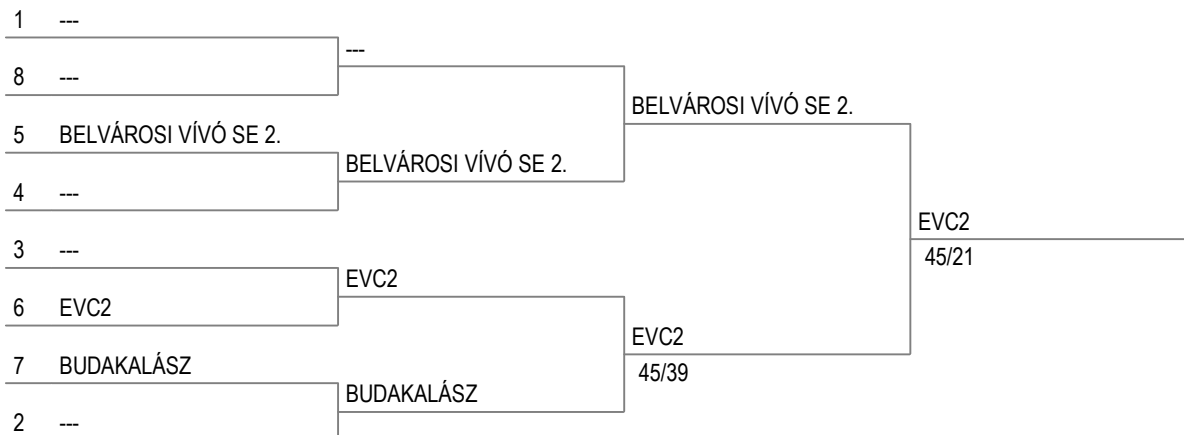 1 ---
8 ---
5 BELVÁROSI VÍVÓ SE 2.
4 ---
3 ---
6 EVC2
7 BUDAKALÁSZ
2 ---
---
BELVÁROSI VÍVÓ SE 2.
EVC2
BUDAKALÁSZ
BELVÁROSI VÍVÓ SE 2.
EVC2
45/39
EVC2
45/21